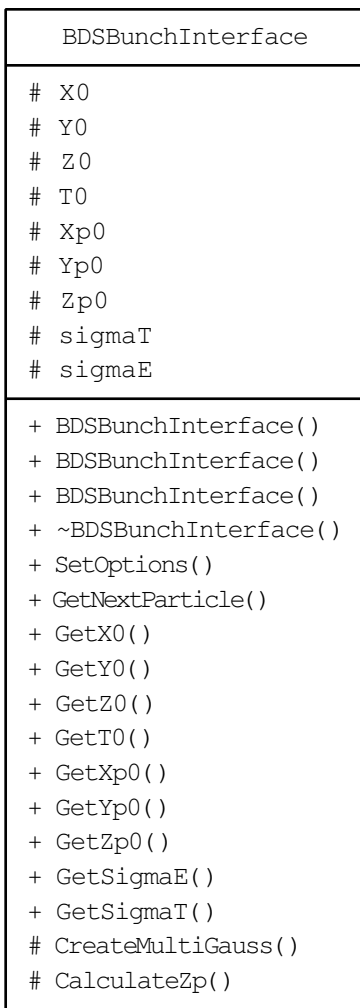 BDSBunchInterface
# X0
# Y0
# Z0
# T0
# Xp0
# Yp0
# Zp0
# sigmaT
# sigmaE
+ BDSBunchInterface()
+ BDSBunchInterface()
+ BDSBunchInterface()
+ ~BDSBunchInterface()
+ SetOptions()
+ GetNextParticle()
+ GetX0()
+ GetY0()
+ GetZ0()
+ GetT0()
+ GetXp0()
+ GetYp0()
+ GetZp0()
+ GetSigmaE()
+ GetSigmaT()
# CreateMultiGauss()
# CalculateZp()